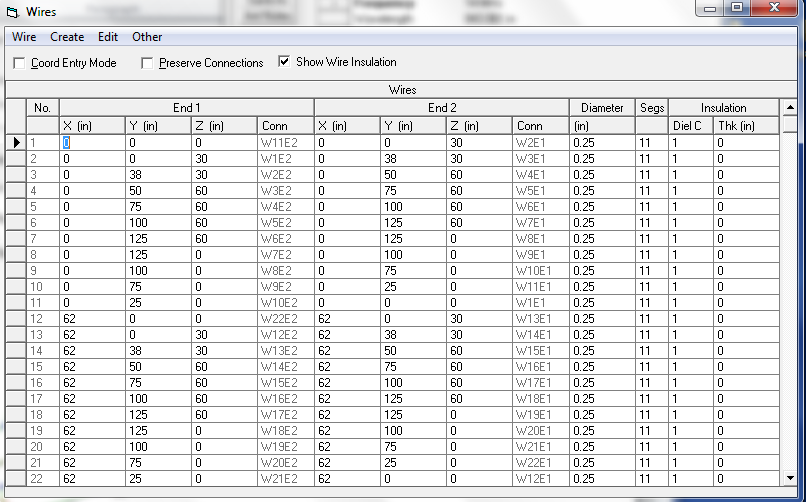 Wires
Wire Create Edit Other
Coord Entry Mode Preserve Connections Show Wire Insulation
Wires
No. End 1 End 2 Diameter Segs Insulation
X (in) Y (in) Z (in) Conn X (in) Y (in) Z (in) Conn (in) Diel C Thk (in)
1 0 0 0 W11E2 0 0 30 W2E1 0.25 11 1 0
2 0 0 30 W1E2 0 38 30 W3E1 0.25 11 1 0
3 0 38 30 W2E2 0 50 60 W4E1 0.25 11 1 0
4 0 50 60 W3E2 0 75 60 W5E1 0.25 11 1 0
5 0 75 60 W4E2 0 100 60 W6E1 0.25 11 1 0
6 0 100 60 W5E2 0 125 60 W7E1 0.25 11 1 0
7 0 125 60 W6E2 0 125 0 W8E1 0.25 11 1 0
8 0 125 0 W7E2 0 100 0 W9E1 0.25 11 1 0
9 0 100 0 W8E2 0 75 0 W10E1 0.25 11 1 0
10 0 75 0 W9E2 0 25 0 W11E1 0.25 11 1 0
11 0 25 0 W10E2 0 0 0 W1E1 0.25 11 1 0
12 62 0 0 W22E2 62 0 30 W13E1 0.25 11 1 0
13 62 0 30 W12E2 62 38 30 W14E1 0.25 11 1 0
14 62 38 30 W13E2 62 50 60 W15E1 0.25 11 1 0
15 62 50 60 W14E2 62 75 60 W16E1 0.25 11 1 0
16 62 75 60 W15E2 62 100 60 W17E1 0.25 11 1 0
17 62 100 60 W16E2 62 125 60 W18E1 0.25 11 1 0
18 62 125 60 W17E2 62 125 0 W19E1 0.25 11 1 0
19 62 125 0 W18E2 62 100 0 W20E1 0.25 11 1 0
20 62 100 0 W19E2 62 75 0 W21E1 0.25 11 1 0
21 62 75 0 W20E2 62 25 0 W22E1 0.25 11 1 0
22 62 25 0 W21E2 62 0 0 W12E1 0.25 11 1 0